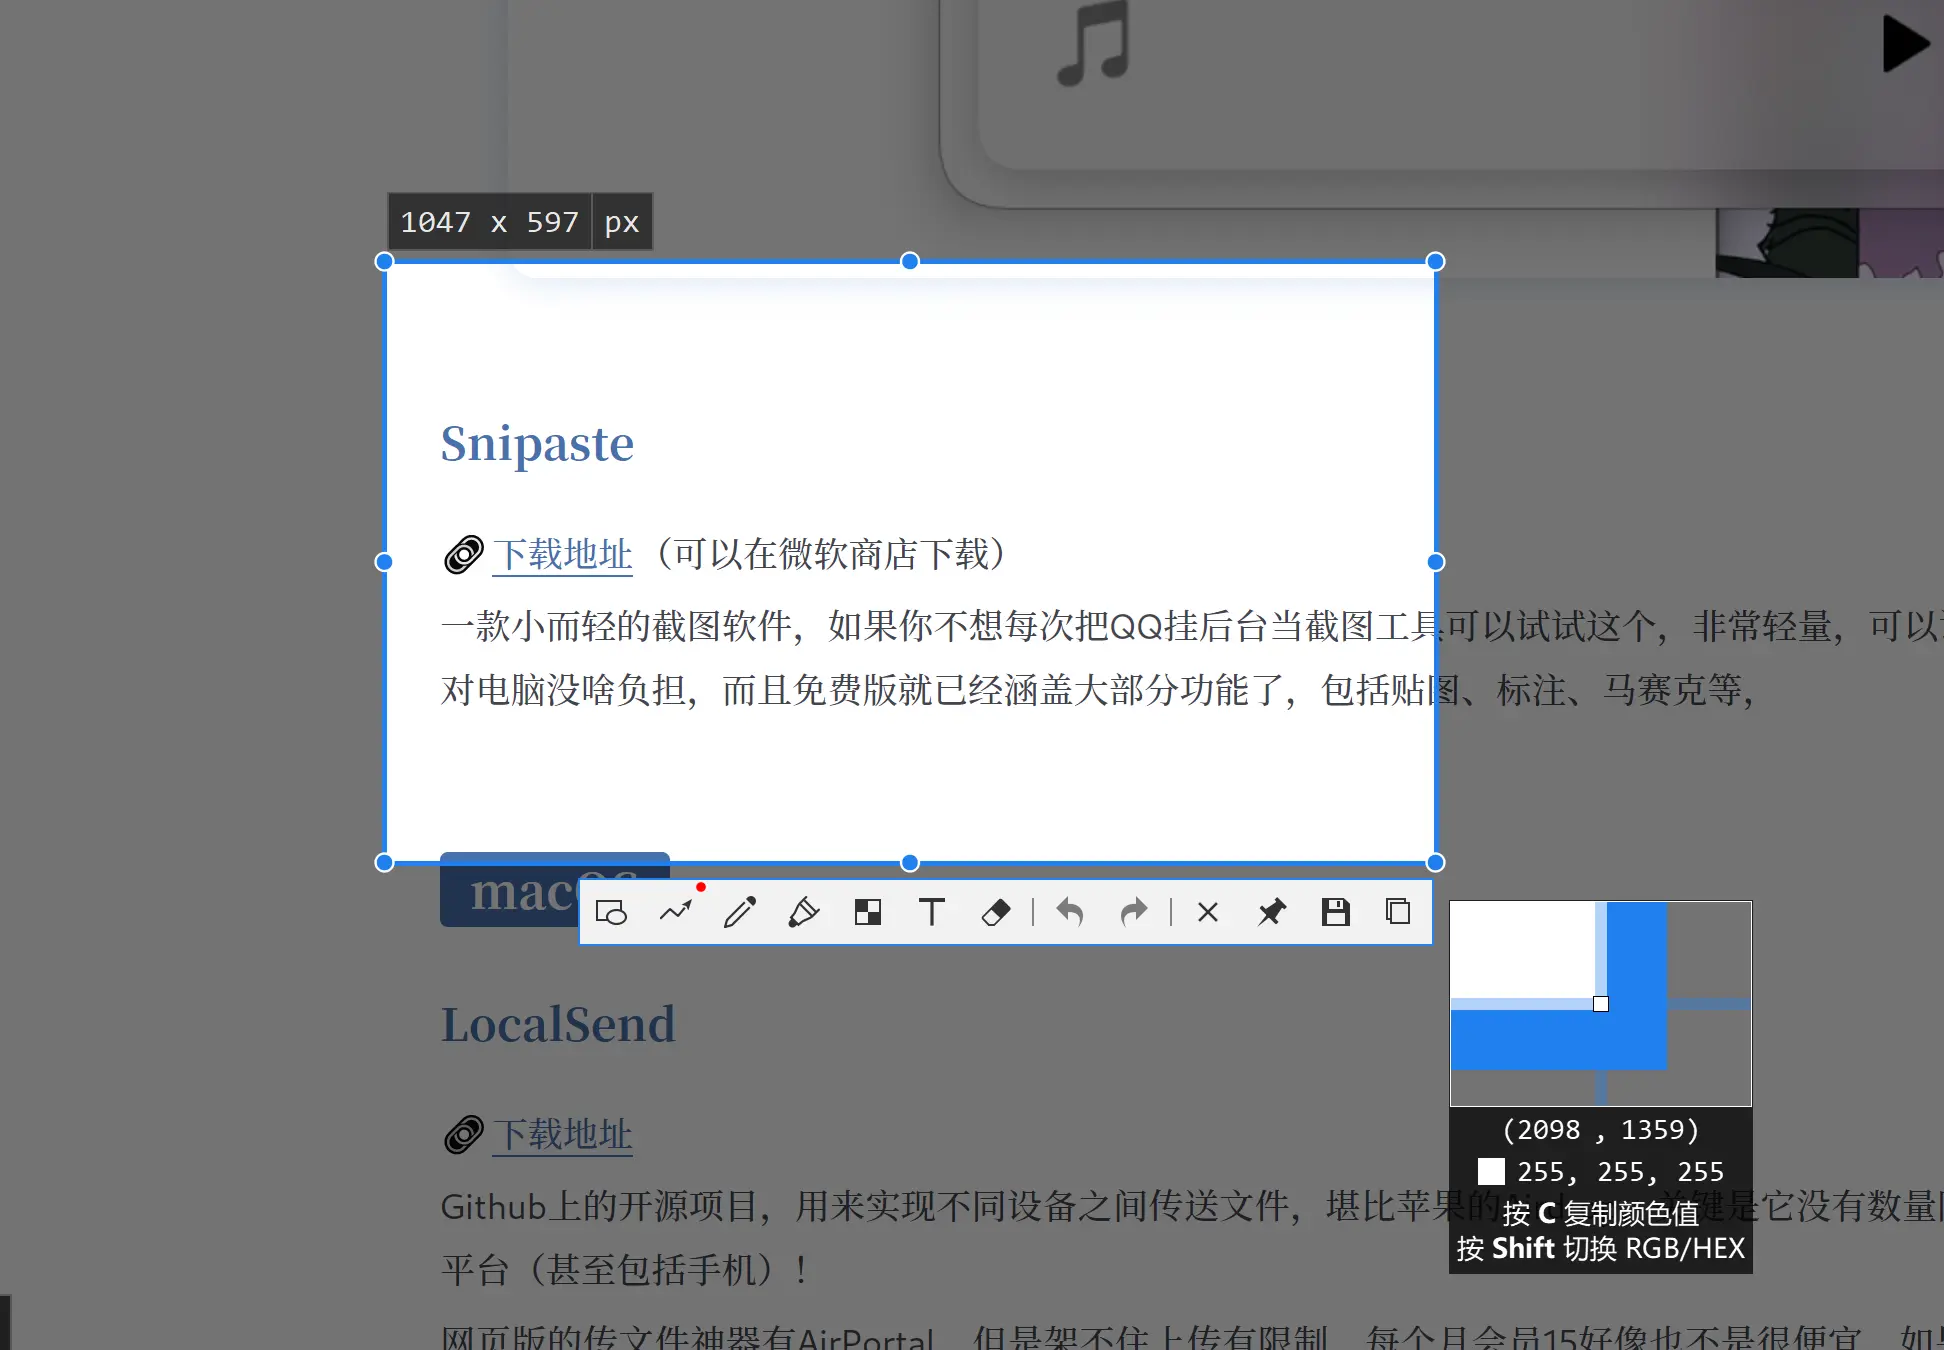 1047 x 597 px
Snipaste
下载地址（可以在微软商店下载）
一款小而轻的截图软件，如果你不想每次把QQ挂后台当截图工具可以试试这个，非常轻量，可以
对电脑没啥负担，而且免费版就已经涵盖大部分功能了，包括贴图、标注、马赛克等，
macOS
LocalSend
下载地址
(2098 , 1359)
255, 255, 255
按 C 复制颜色值
按 Shift 切换 RGB/HEX
Github上的开源项目，用来实现不同设备之间传送文件，堪比苹果的 键是它没有数量
平台（甚至包括手机）！
网页版的传文件神器有AirPortal，但是架不住上传有限制，每个月会员15好像也不是很便宜，如